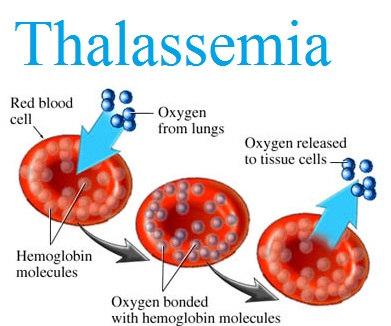 Thalassemia
Red blood
cell
Oxygen
from lungs
Oxygen released
to tissue cells
Hemoglobin
molecules
Oxygen bonded
with hemoglobin molecules